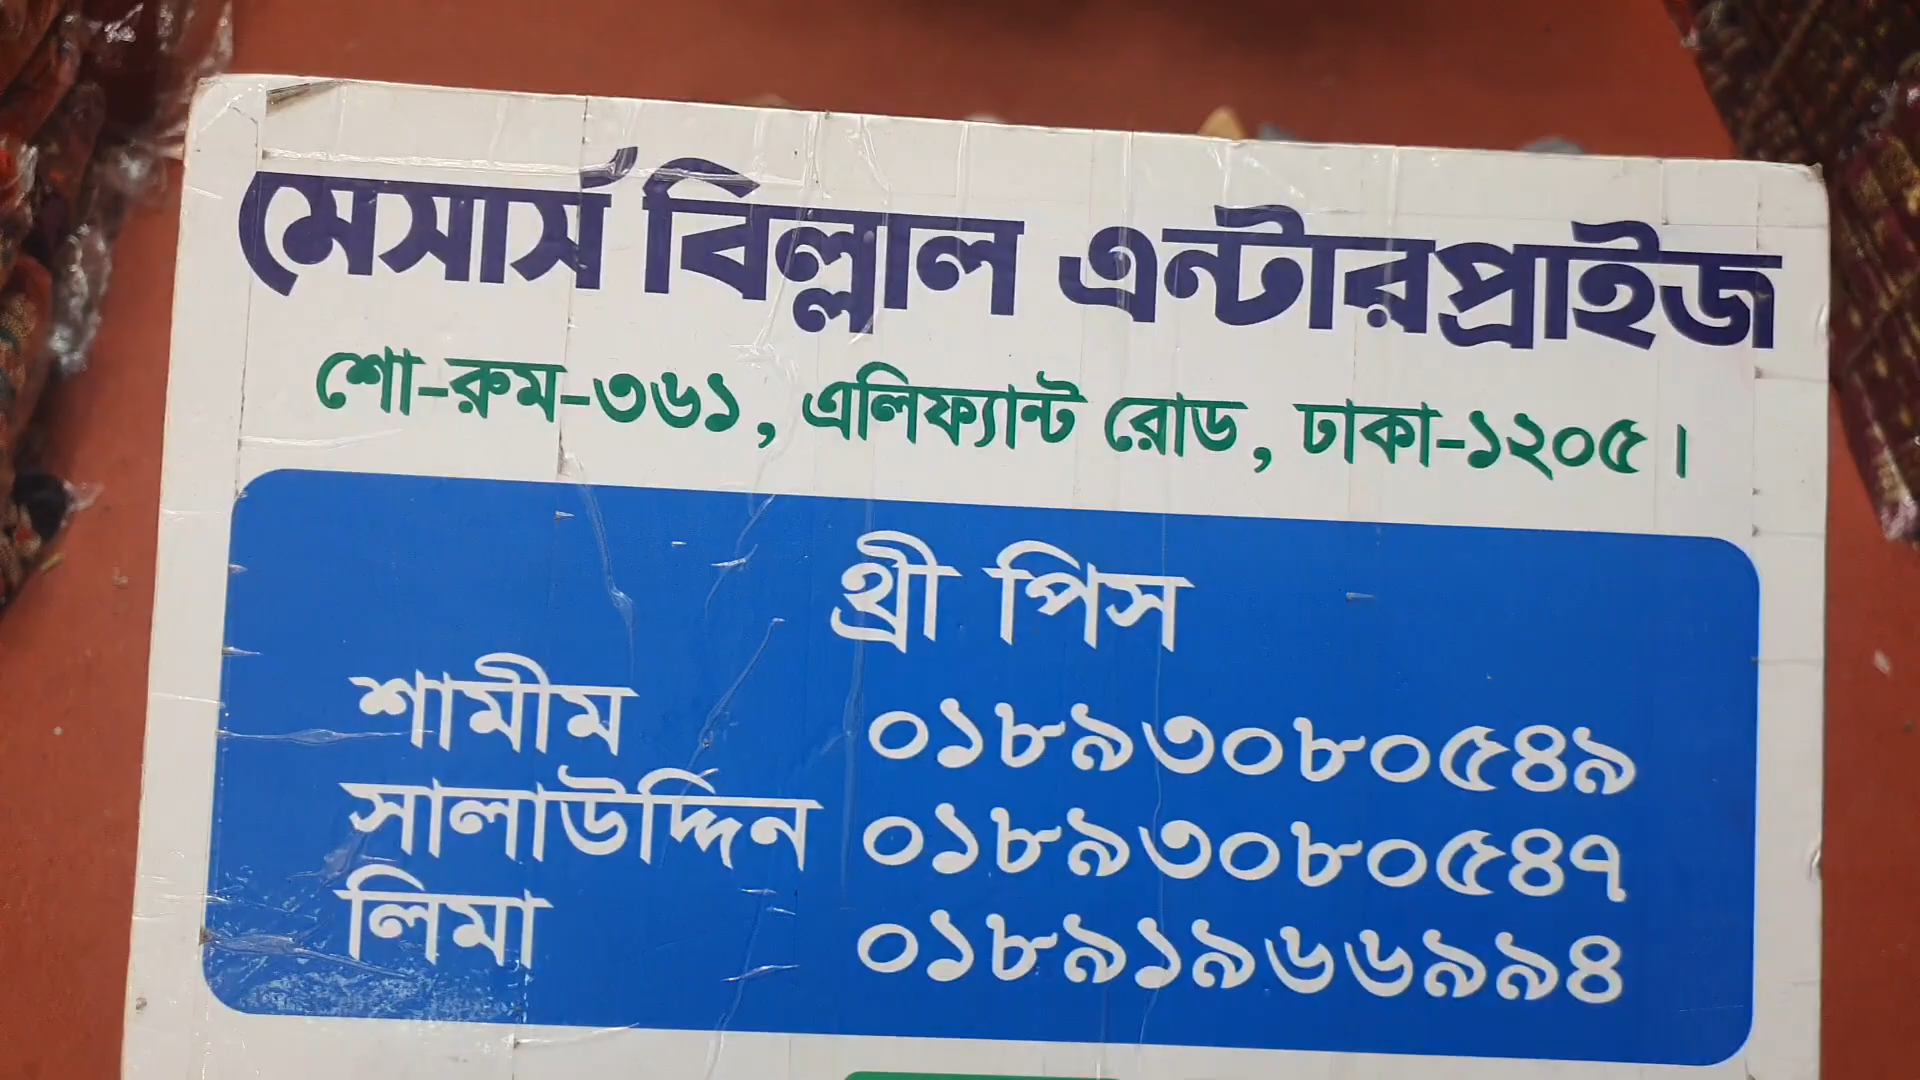 মেসার্স বিল্লাল এন্টারপ্রাইজ
শো-রুম-৩৬১, এলিফ্যান্ট রোড, ঢাকা-১২০৫।
থ্রী পিস
শামীম ০১৮৯৩০৮০৫৪৯
সালাউদ্দিন ০১৮৯৩০৮০৫৪৭
লিমা ০১৮৯১৯৬৬৯৯৪